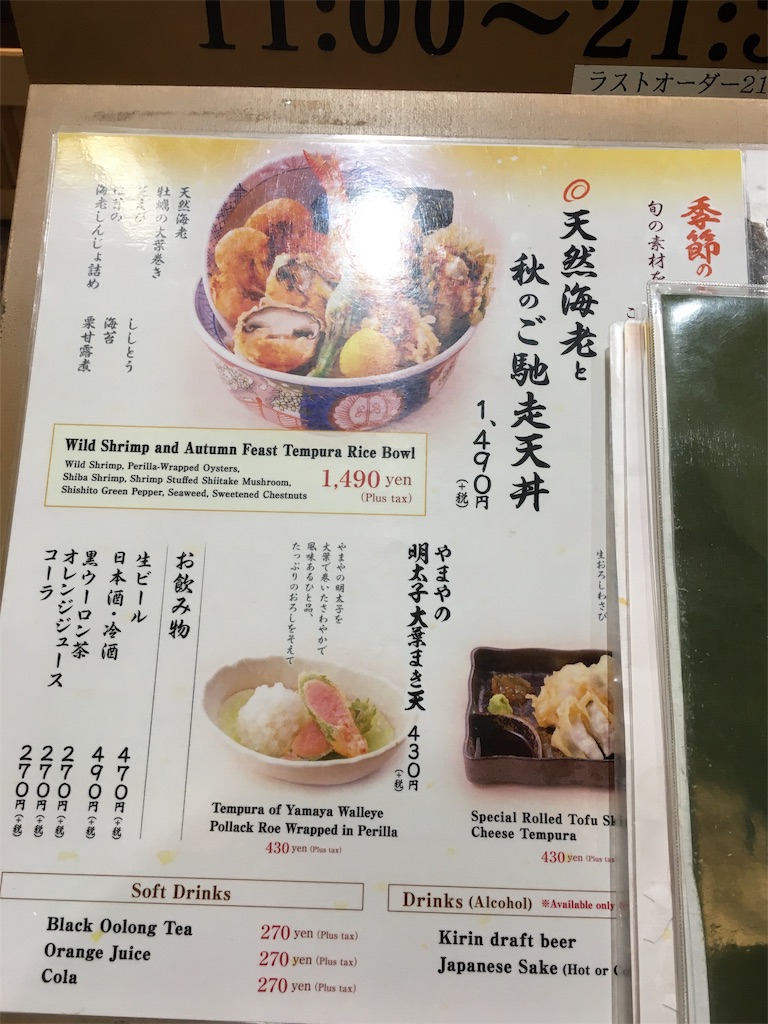 11:00〜21:
ラストオーダー21
季節の
旬の素材を
天然海老と
秋のご馳走天丼
1,490円
(+税)
天然海老
牡蠣の大葉巻き
芝えび
海老しんじょ詰め
ししとう
海苔
栗甘露煮
Wild Shrimp and Autumn Feast Tempura Rice Bowl
Wild Shrimp, Perilla-Wrapped Oysters,
Shiba Shrimp, Shrimp Stuffed Shiitake Mushroom,
Shishito Green Pepper, Seaweed, Sweetened Chestnuts
1,490 yen
(Plus tax)
生おろしわさび
やまやの
明太子大葉まき天
430円
(+税)
やまやの明太子を
大葉で巻いたさわやかで
風味あるひと品、
たっぷりのおろしをそえて
お飲み物
生ビール 470円(+税)
日本酒・冷酒 490円(+税)
黒ウーロン茶 270円(+税)
オレンジジュース 270円(+税)
コーラ 270円(+税)
Tempura of Yamaya Walleye
Pollack Roe Wrapped in Perilla
430 yen (Plus tax)
Special Rolled Tofu Ski
Cheese Tempura
430 yen (Plus tax
Soft Drinks
Black Oolong Tea 270 yen (Plus tax)
Orange Juice 270 yen (Plus tax)
Cola 270 yen (Plus tax)
Drinks (Alcohol) ※Available only
Kirin draft beer
Japanese Sake (Hot or Co